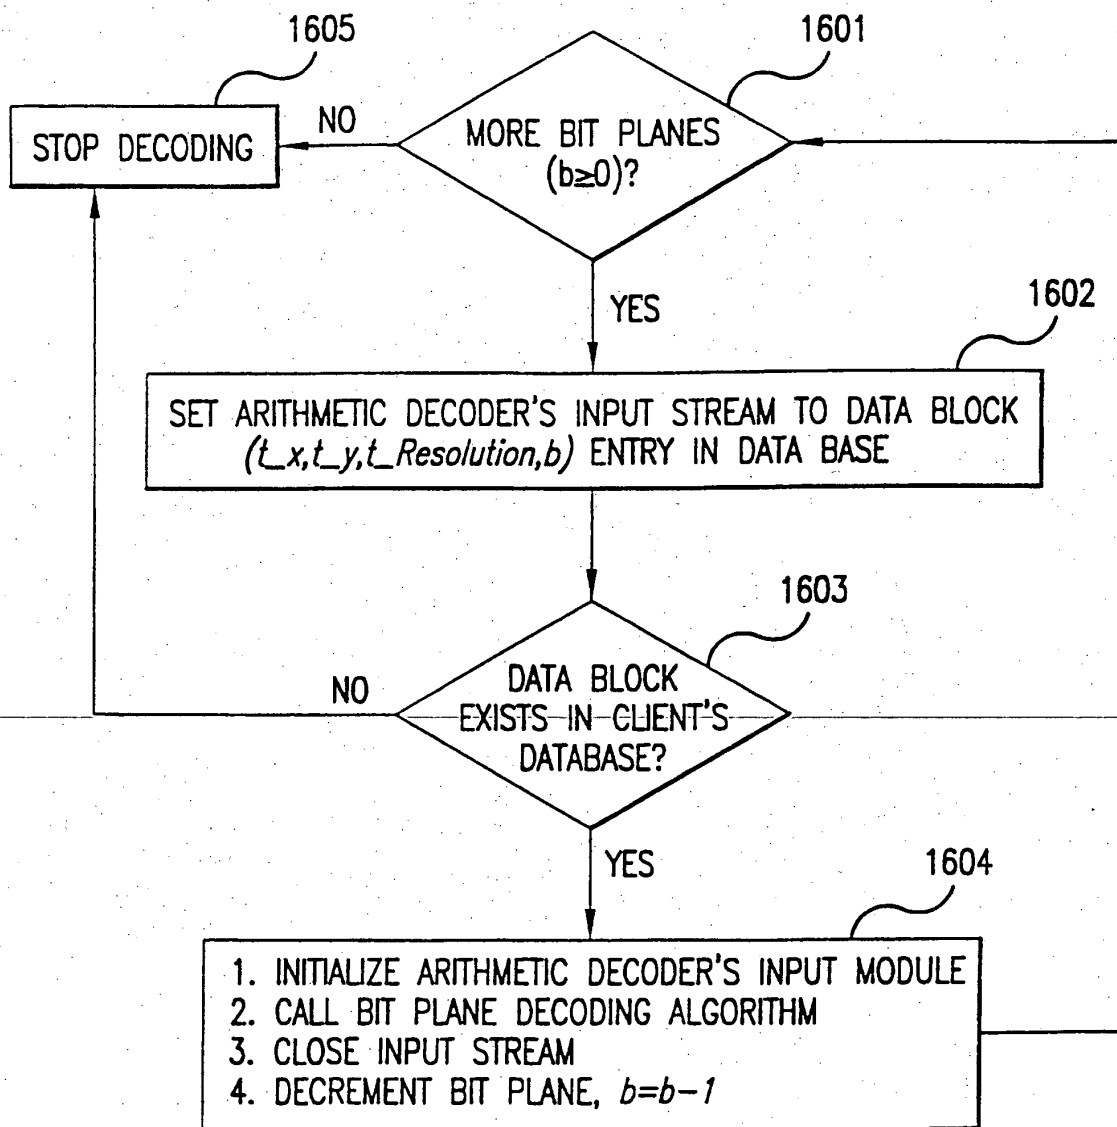 1605
1601
STOP DECODING
NO
MORE BIT PLANES
(b≥0)?
YES
1602
SET ARITHMETIC DECODER'S INPUT STREAM TO DATA BLOCK
(t_x,t_y,t_Resolution,b) ENTRY IN DATA BASE
1603
NO
DATA BLOCK
EXISTS IN CLIENT'S
DATABASE?
YES
1604
1. INITIALIZE ARITHMETIC DECODER'S INPUT MODULE
2. CALL BIT PLANE DECODING ALGORITHM
3. CLOSE INPUT STREAM
4. DECREMENT BIT PLANE, b=b-1